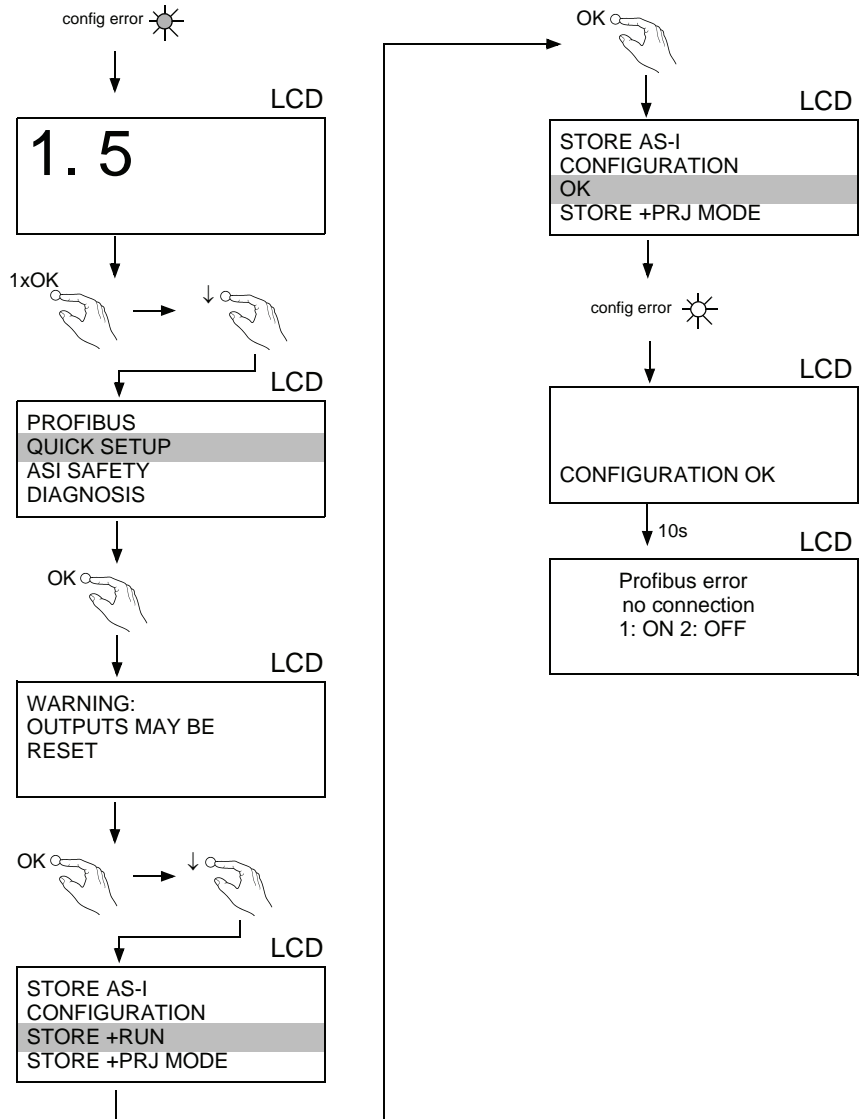 config error
LCD
1. 5
1xOK
↓
LCD
PROFIBUS
QUICK SETUP
ASI SAFETY
DIAGNOSIS
OK
LCD
WARNING:
OUTPUTS MAY BE
RESET
OK
↓
LCD
STORE AS-I
CONFIGURATION
STORE +RUN
STORE +PRJ MODE
OK
LCD
STORE AS-I
CONFIGURATION
OK
STORE +PRJ MODE
config error
LCD
CONFIGURATION OK
10s
LCD
Profibus error
no connection
1: ON 2: OFF